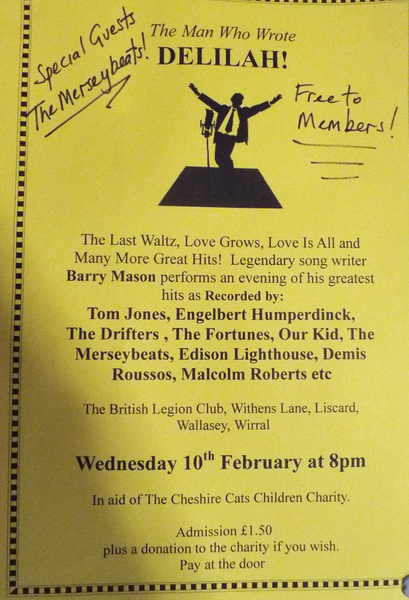 Special Guests
The Merseybeats!
The Man Who Wrote
DELILAH!
Free to
Members!
The Last Waltz, Love Grows, Love Is All and
Many More Great Hits! Legendary song writer
Barry Mason performs an evening of his greatest
hits as Recorded by:
Tom Jones, Engelbert Humperdinck,
The Drifters , The Fortunes, Our Kid, The
Merseybeats, Edison Lighthouse, Demis
Roussos, Malcolm Roberts etc
The British Legion Club, Withens Lane, Liscard,
Wallasey, Wirral
Wednesday 10th February at 8pm
In aid of The Cheshire Cats Children Charity.
Admission £1.50
plus a donation to the charity if you wish.
Pay at the door